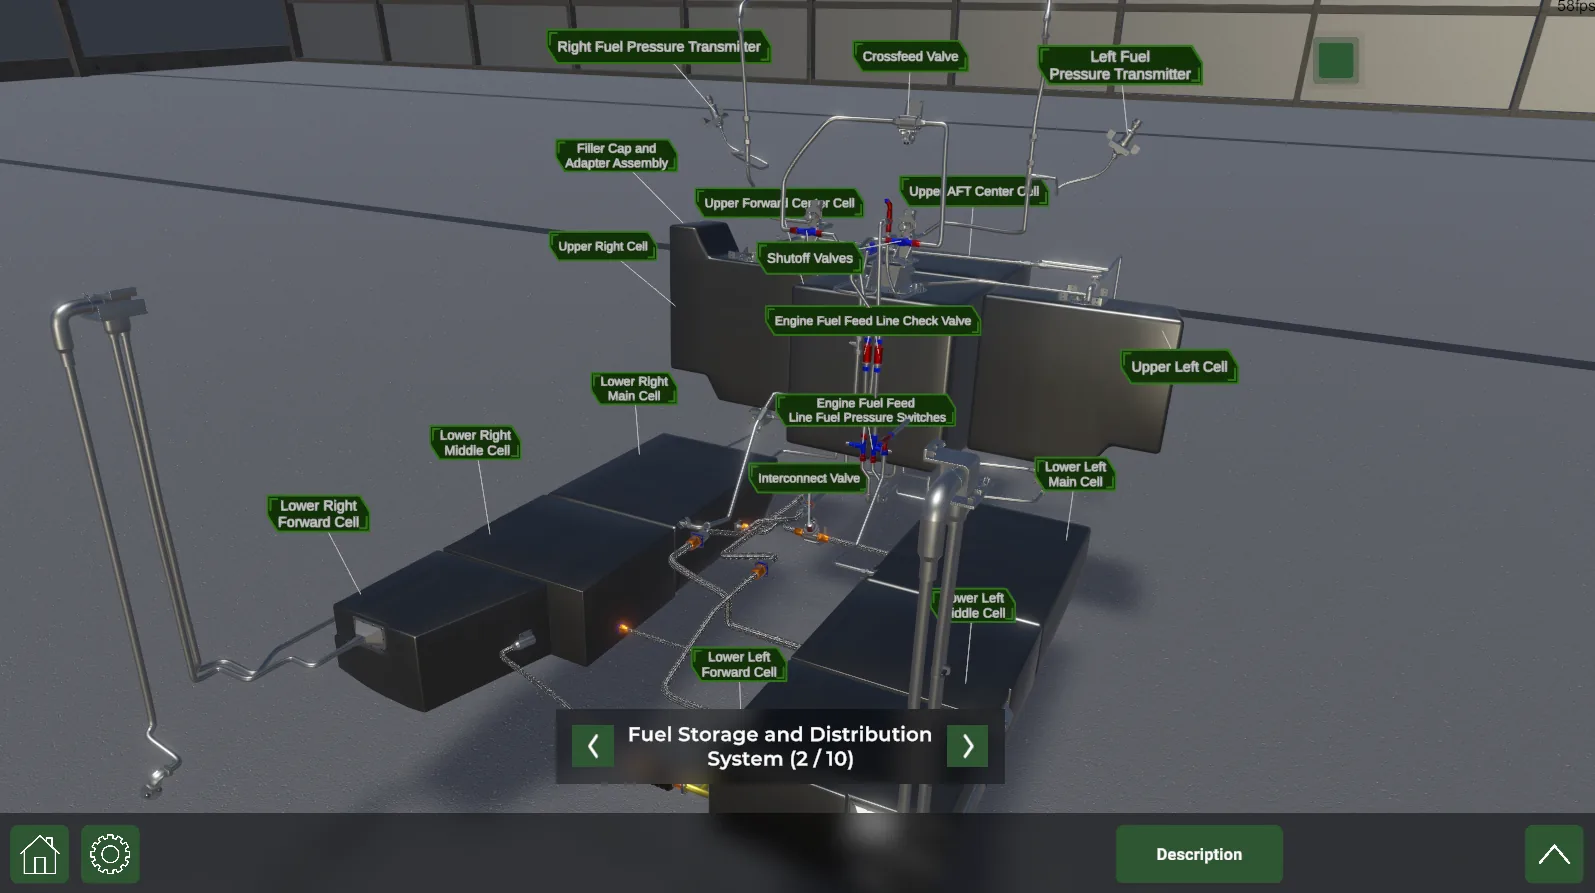 58fps
Right Fuel Pressure Transmitter
Crossfeed Valve
Left Fuel
Pressure Transmitter
Filler Cap and
Adapter Assembly
Upper Forward Center Cell
Upper AFT Center Cell
Upper Right Cell
Shutoff Valves
Engine Fuel Feed Line Check Valve
Upper Left Cell
Lower Right
Main Cell
Engine Fuel Feed
Line Fuel Pressure Switches
Lower Right
Middle Cell
Interconnect Valve
Lower Left
Main Cell
Lower Right
Forward Cell
Lower Left
Middle Cell
Lower Left
Forward Cell
Fuel Storage and Distribution
System (2 / 10)
Description